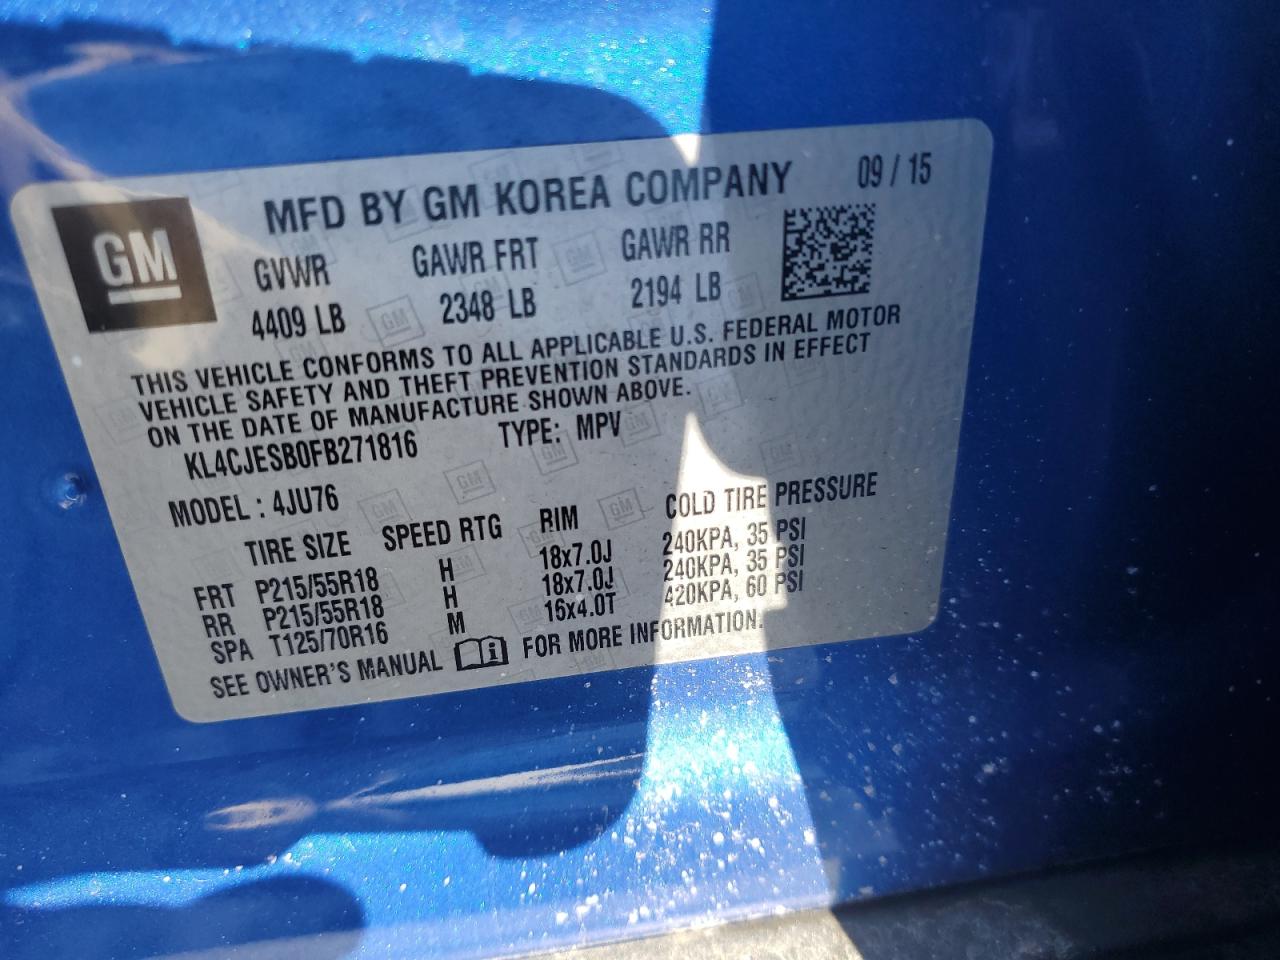 GM
MFD BY GM KOREA COMPANY 09 / 15
GVWR GAWR FRT GAWR RR
4409 LB 2348 LB 2194 LB
THIS VEHICLE CONFORMS TO ALL APPLICABLE U.S. FEDERAL MOTOR
VEHICLE SAFETY AND THEFT PREVENTION STANDARDS IN EFFECT
ON THE DATE OF MANUFACTURE SHOWN ABOVE.
KL4CJESB0FB271816 TYPE: MPV
MODEL : 4JU76
TIRE SIZE SPEED RTG RIM COLD TIRE PRESSURE
FRT P215/55R18 H 18x7.0J 240KPA, 35 PSI
RR P215/55R18 H 18x7.0J 240KPA, 35 PSI
SPA T125/70R16 M 16x4.0T 420KPA, 60 PSI
SEE OWNER'S MANUAL i FOR MORE INFORMATION.